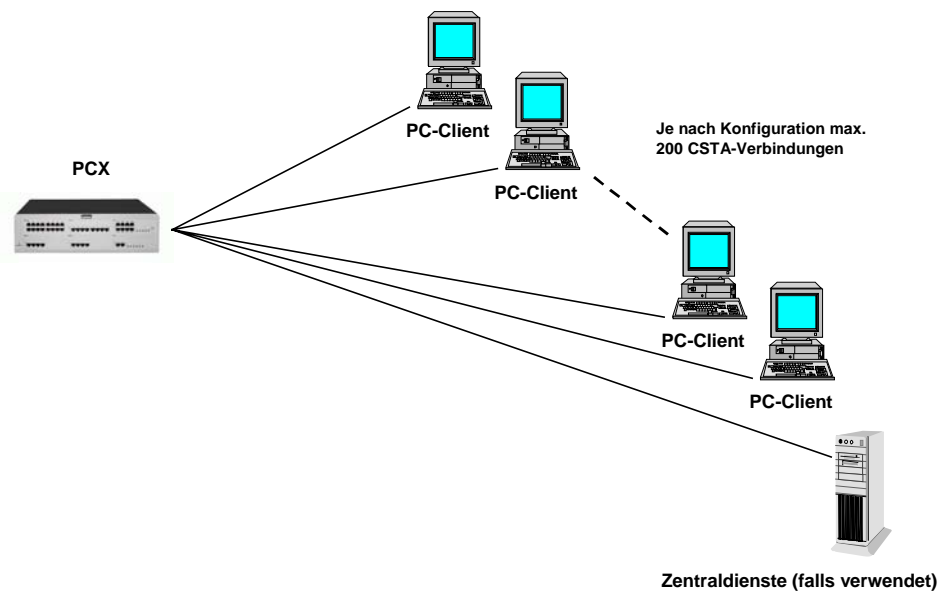 PC-Client
PC-Client
Je nach Konfiguration max.
200 CSTA-Verbindungen
PCX
PC-Client
PC-Client
Zentraldienste (falls verwendet)